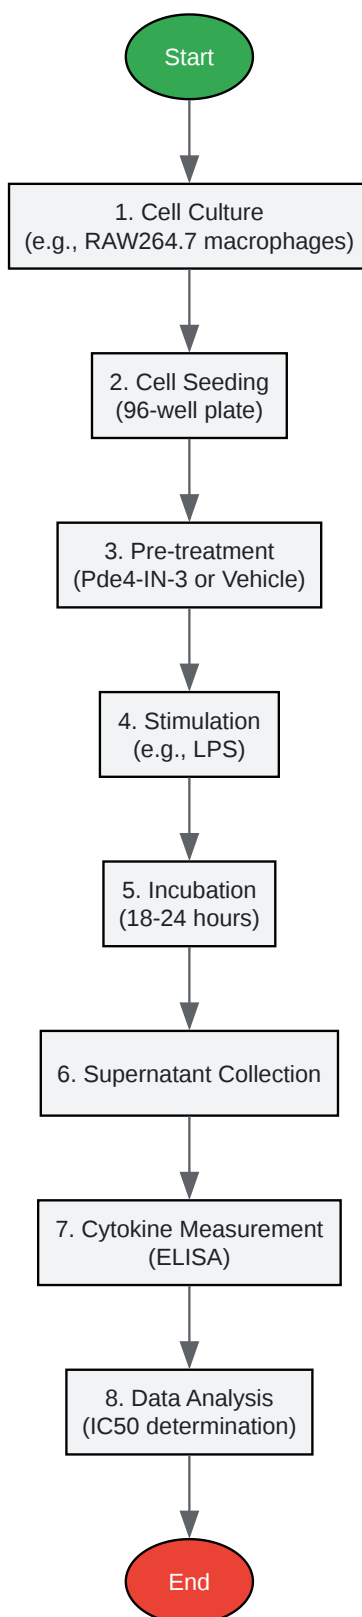 Start
1. Cell Culture
(e.g., RAW264.7 macrophages)
2. Cell Seeding
(96-well plate)
3. Pre-treatment
(Pde4-IN-3 or Vehicle)
4. Stimulation
(e.g., LPS)
5. Incubation
(18-24 hours)
6. Supernatant Collection
7. Cytokine Measurement
(ELISA)
8. Data Analysis
(IC50 determination)
End